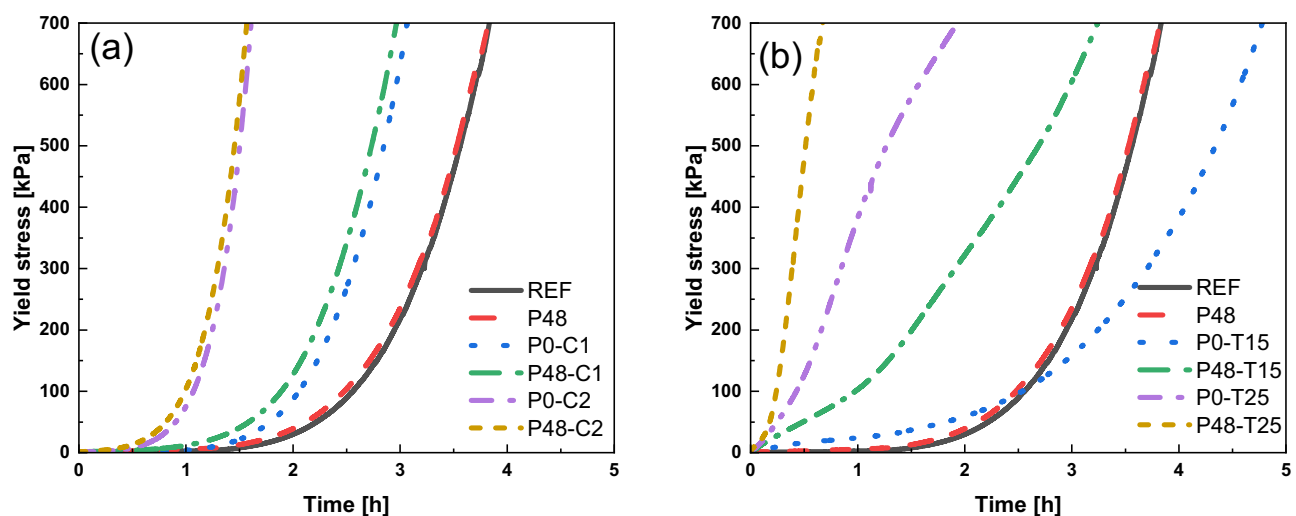 (a)
Yield stress [kPa]
700
600
500
400
300
200
100
0
0 1 2 3 4 5
Time [h]
REF
P48
P0-C1
P48-C1
P0-C2
P48-C2
(b)
Yield stress [kPa]
700
600
500
400
300
200
100
0
0 1 2 3 4 5
Time [h]
REF
P48
P0-T15
P48-T15
P0-T25
P48-T25